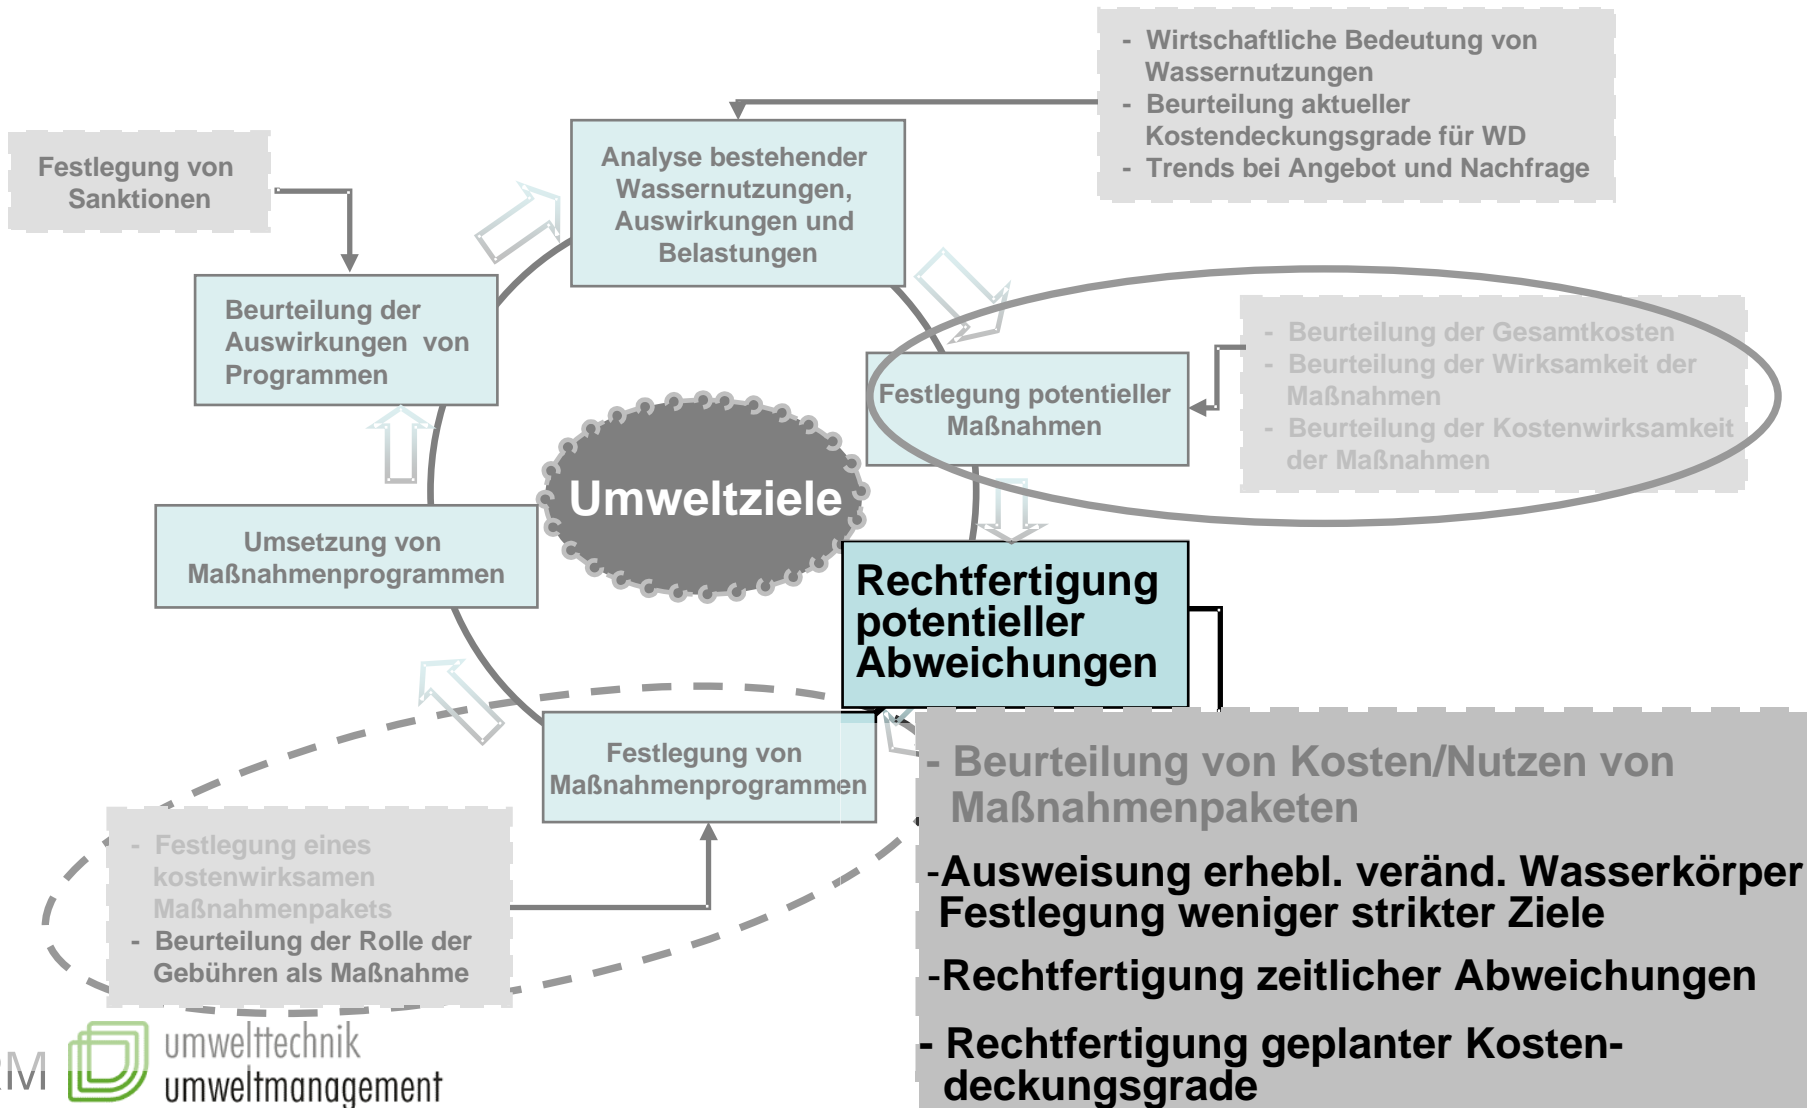 - Wirtschaftliche Bedeutung von
Wassernutzungen
- Beurteilung aktueller
Kostendeckungsgrade für WD
- Trends bei Angebot und Nachfrage
Analyse bestehender
Wassernutzungen,
Auswirkungen und
Belastungen
Festlegung von
Sanktionen
Beurteilung der
Auswirkungen von
Programmen
Festlegung potentieller
Maßnahmen
- Beurteilung der Gesamtkosten
- Beurteilung der Wirksamkeit der
Maßnahmen
- Beurteilung der Kostenwirksamkeit
der Maßnahmen
Umweltziele
Umsetzung von
Maßnahmenprogrammen
Rechtfertigung
potentieller
Abweichungen
Festlegung von
Maßnahmenprogrammen
- Beurteilung von Kosten/Nutzen von
Maßnahmenpaketen
-Ausweisung erhebl. veränd. Wasserkörper
Festlegung weniger strikter Ziele
-Rechtfertigung zeitlicher Abweichungen
- Rechtfertigung geplanter Kosten-
deckungsgrade
- Festlegung eines
kostenwirksamen
Maßnahmenpakets
- Beurteilung der Rolle der
Gebühren als Maßnahme
umwelttechnik
umweltmanagement